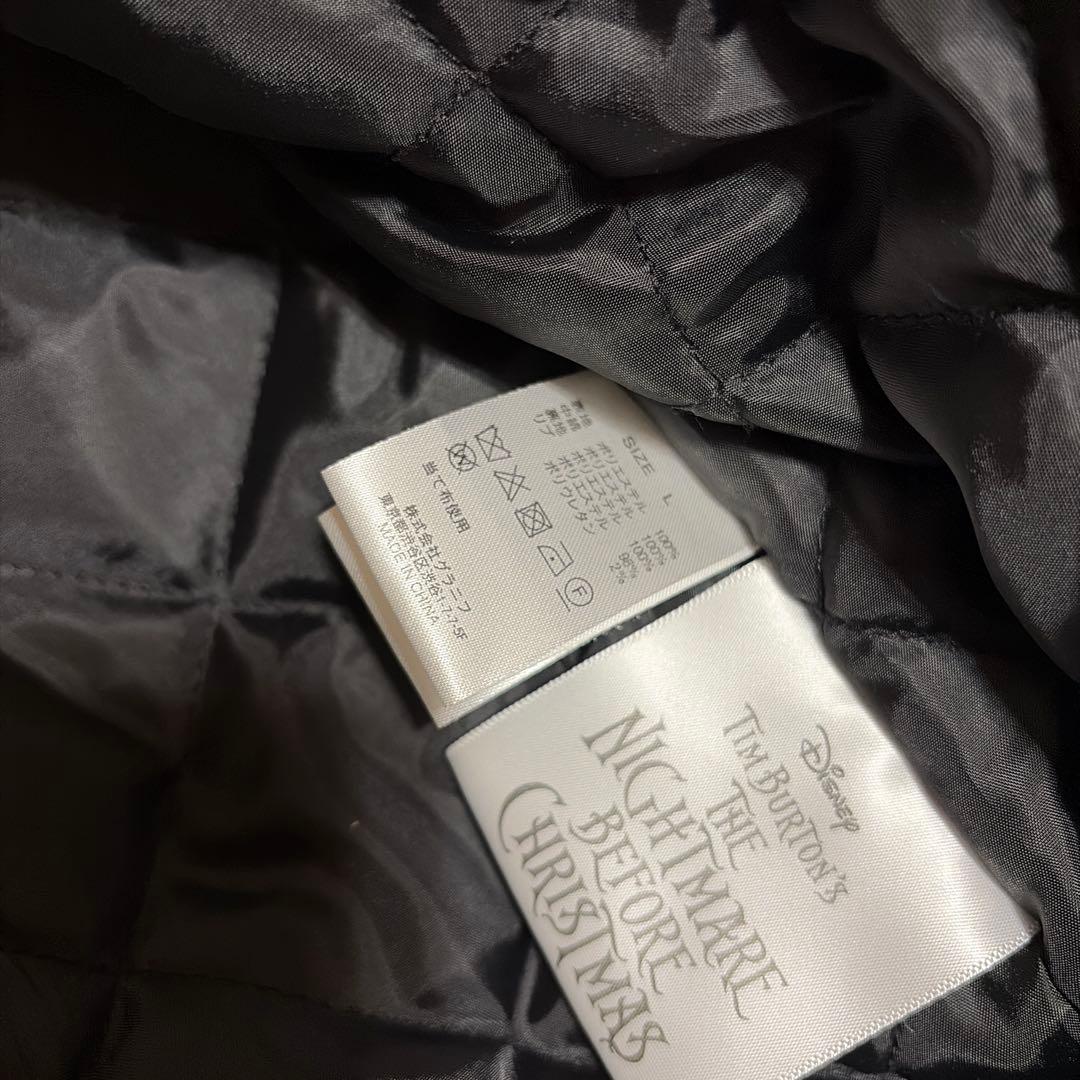 SIZE L
表地 ポリエステル 100%
中綿 ポリエステル 100%
裏地 ポリエステル 100%
リブ ポリエステル 98%
ポリウレタン 2%
F
当て布使用
株式会社グラニフ
東京都渋谷区渋谷1-7-7-5F
MADE IN CHINA
Disney
TIM BURTON'S
THE
NIGHTMARE
BEFORE
CHRISTMAS